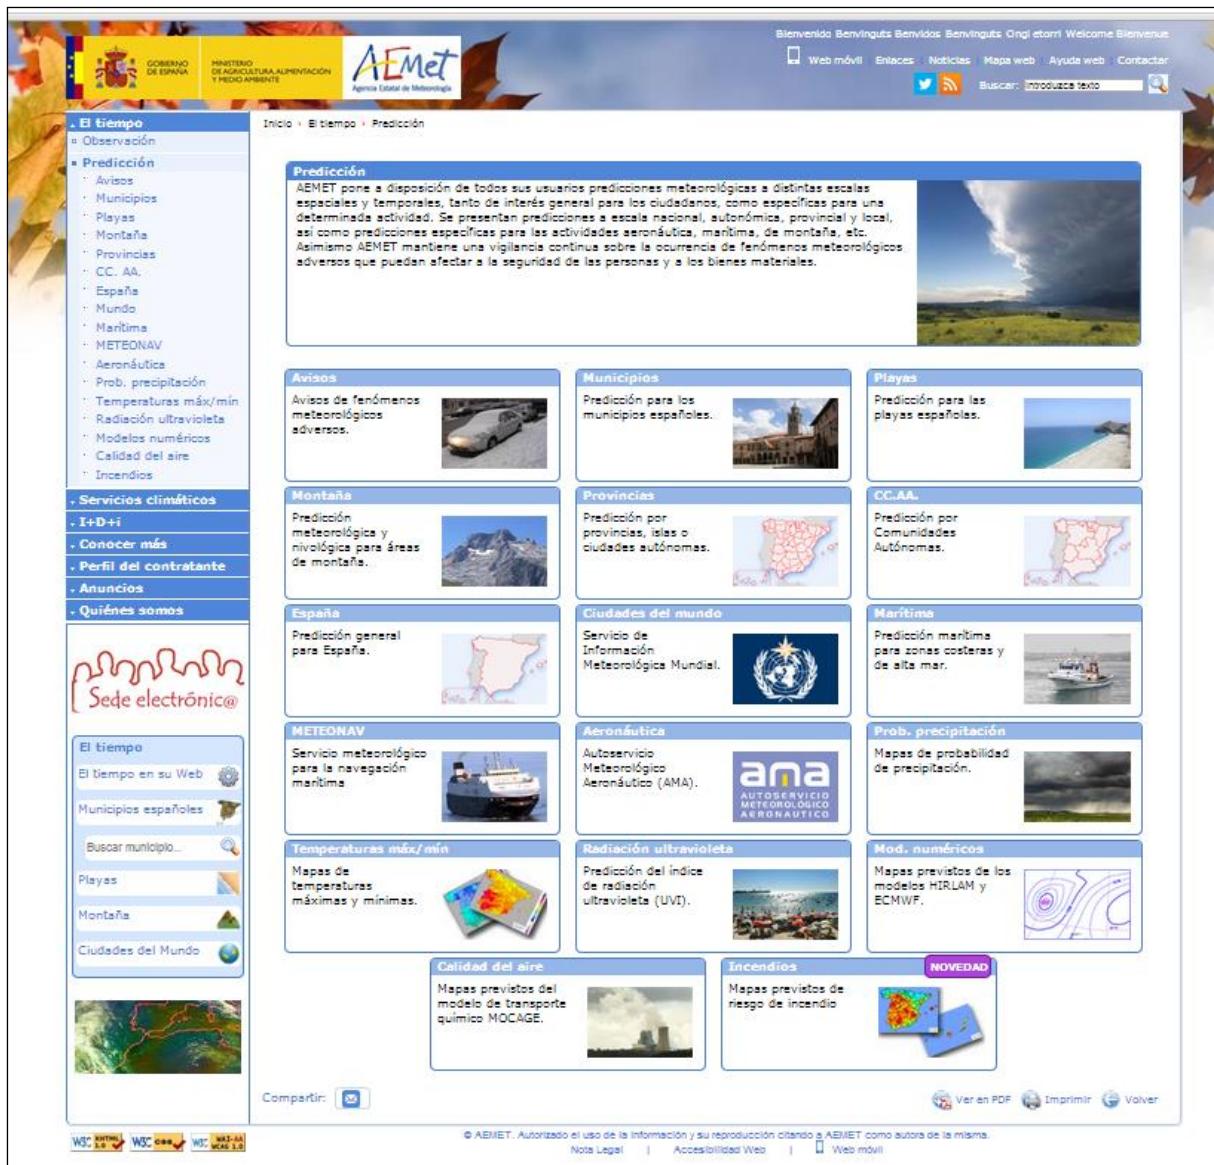 GOBIERNO
DE ESPAÑA
MINISTERIO
DE AGRICULTURA, ALIMENTACIÓN
Y MEDIO AMBIENTE
AEmet
Agencia Estatal de Meteorología
Bienvenido Benvinguts Benvidos Benvinguts Ongi etorri Welcome Bienvenue
Web móvil Enlaces Noticias Mapa web Ayuda web Contactar
Buscar: Introduzca texto
El tiempo
Observación
Predicción
Avisos
Municipios
Playas
Montaña
Provincias
CC. AA.
España
Mundo
Marítima
METEONAV
Aeronáutica
Prob. precipitación
Temperaturas máx/mín
Radiación ultravioleta
Modelos numéricos
Calidad del aire
Incendios
Servicios climáticos
I+D+i
Conocer más
Perfil del contratante
Anuncios
Quiénes somos
Sede electrónic@
El tiempo
El tiempo en su Web
Municipios españoles
Buscar municipio...
Playas
Montaña
Ciudades del Mundo
Inicio › El tiempo › Predicción
Predicción
AEMET pone a disposición de todos sus usuarios predicciones meteorológicas a distintas escalas
espaciales y temporales, tanto de interés general para los ciudadanos, como específicas para una
determinada actividad. Se presentan predicciones a escala nacional, autonómica, provincial y local,
así como predicciones específicas para las actividades aeronáutica, marítima, de montaña, etc.
Asimismo AEMET mantiene una vigilancia continua sobre la ocurrencia de fenómenos meteorológicos
adversos que puedan afectar a la seguridad de las personas y a los bienes materiales.
Avisos
Avisos de fenómenos
meteorológicos
adversos.
Municipios
Predicción para los
municipios españoles.
Playas
Predicción para las
playas españolas.
Montaña
Predicción
meteorológica y
nivológica para áreas
de montaña.
Provincias
Predicción por
provincias, islas o
ciudades autónomas.
CC.AA.
Predicción por
Comunidades
Autónomas.
España
Predicción general
para España.
Ciudades del mundo
Servicio de
Información
Meteorológica Mundial.
Marítima
Predicción marítima
para zonas costeras y
de alta mar.
METEONAV
Servicio meteorológico
para la navegación
marítima
Aeronáutica
Autoservicio
Meteorológico
Aeronáutico (AMA).
ama
AUTOSERVICIO
METEOROLÓGICO
AERONAUTICO
Prob. precipitación
Mapas de probabilidad
de precipitación.
Temperaturas máx/mín
Mapas de
temperaturas
máximas y mínimas.
Radiación ultravioleta
Predicción del índice
de radiación
ultravioleta (UVI).
Mod. numéricos
Mapas previstos de los
modelos HIRLAM y
ECMWF.
Calidad del aire
Mapas previstos del
modelo de transporte
químico MOCAGE.
Incendios
NOVEDAD
Mapas previstos de
riesgo de incendio
Compartir:
Ver en PDF Imprimir Volver
W3C XHTML 1.0 W3C css W3C WAI-AA WCAG 1.0
© AEMET. Autorizado el uso de la información y su reproducción citando a AEMET como autora de la misma.
Nota Legal | Accesibilidad Web | Web móvil